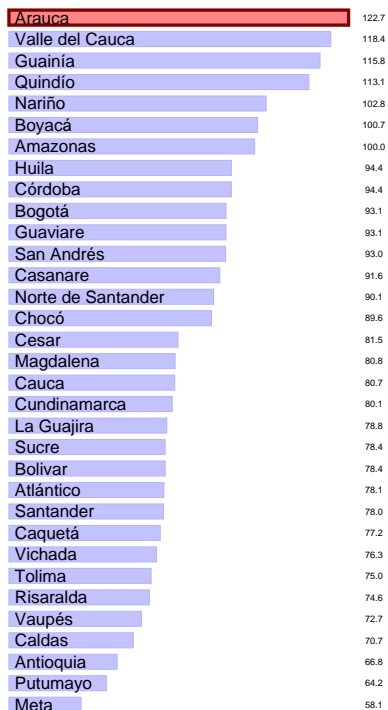 Arauca 122.7
Valle del Cauca 118.4
Guainía 115.8
Quindío 113.1
Nariño 102.8
Boyacá 100.7
Amazonas 100.0
Huila 94.4
Córdoba 94.4
Bogotá 93.1
Guaviare 93.1
San Andrés 93.0
Casanare 91.6
Norte de Santander 90.1
Chocó 89.6
Cesar 81.5
Magdalena 80.8
Cauca 80.7
Cundinamarca 80.1
La Guajira 78.8
Sucre 78.4
Bolivar 78.4
Atlántico 78.1
Santander 78.0
Caquetá 77.2
Vichada 76.3
Tolima 75.0
Risaralda 74.6
Vaupés 72.7
Caldas 70.7
Antioquia 66.8
Putumayo 64.2
Meta 58.1